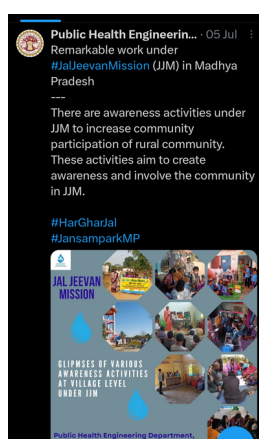 Public Health Engineerin... · 05 Jul
Remarkable work under
#JalJeevanMission (JJM) in Madhya
Pradesh
---
There are awareness activities under
JJM to increase community
participation of rural community.
These activities aim to create
awareness and involve the community
in JJM.
#HarGharJal
#JansamparkMP
JAL JEEVAN
MISSION
GLIPMSES OF VARIOUS
AWARENESS ACTIVITIES
AT VILLAGE LEVEL
UNDER JJM
Public Health Engineering Department,